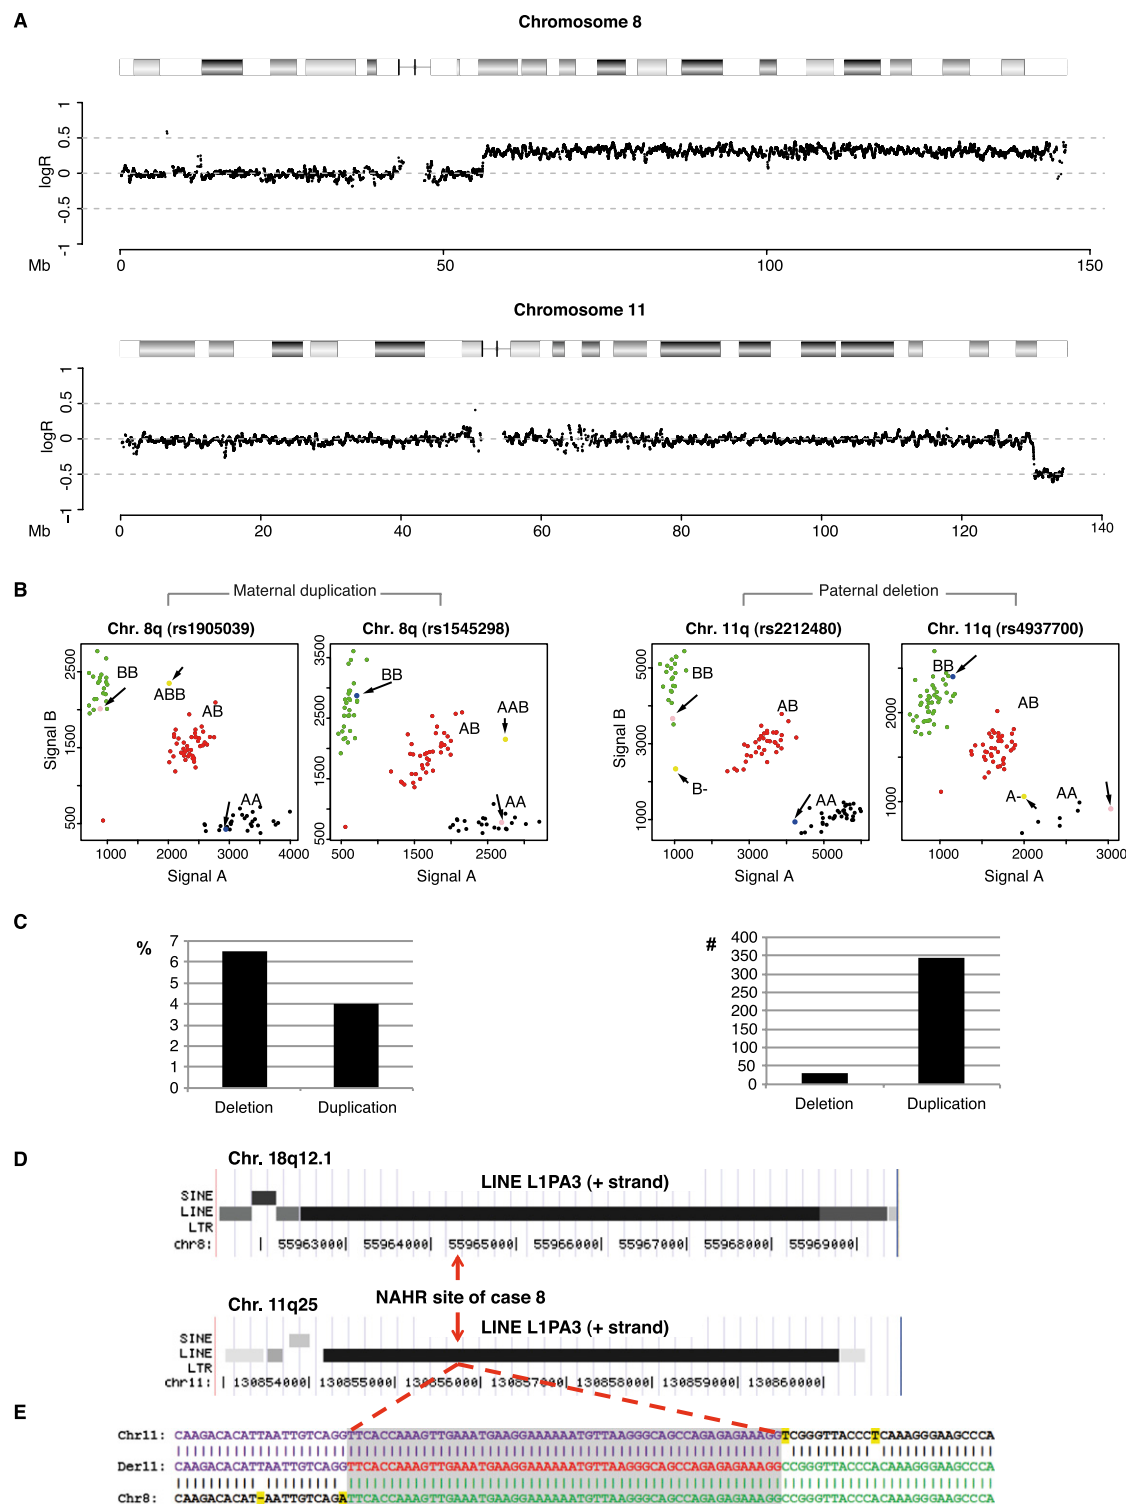 A
Chromosome 8
logR
1
0.5
0
-0.5
-1
Mb
0 50 100 150
Chromosome 11
logR
1
0.5
0
-0.5
-1
Mb
0 20 40 60 80 100 120 140
B
Maternal duplication
Paternal deletion
Chr. 8q (rs1905039)
Chr. 8q (rs1545298)
Chr. 11q (rs2212480)
Chr. 11q (rs4937700)
Signal B
2500
1500
500
BB
ABB
AB
AA
1000 2000 3000 4000
Signal A
3500
2500
1500
500
BB
AAB
AB
AA
500 1500 2500
Signal A
Signal B
5000
3000
1000
BB
AB
B-
AA
1000 3000 5000
Signal A
2000
1000
BB
AB
A-
AA
1000 2000 3000
Signal A
C
%
7
6
5
4
3
2
1
0
Deletion Duplication
#
400
350
300
250
200
150
100
50
0
Deletion Duplication
D
Chr. 18q12.1
LINE L1PA3 (+ strand)
SINE
LINE
LTR
chr8: | 55963000| 55964000| 55965000| 55966000| 55967000| 55968000| 55969000|
NAHR site of case 8
Chr. 11q25
LINE L1PA3 (+ strand)
SINE
LINE
LTR
chr11: | 130854000| 130855000| 130856000| 130857000| 130858000| 130859000| 130860000|
E
Chr11: CAAGACACATTAATTGTCAGGTTCACCAAAGTTGAAATGAAGGAAAAAATGTTAAGGGCAGCCAGAGAGAAAGGTCGGGTTACCCTCAAAGGGAAGCCCA
Der11: CAAGACACATTAATTGTCAGGTTCACCAAAGTTGAAATGAAGGAAAAAATGTTAAGGGCAGCCAGAGAGAAAGGCCGGGTTACCCACAAAGGGAAGCCCA
Chr8: CAAGACACAT-AATTGTCAGATTCACCAAAGTTGAAATGAAGGAAAAAATGTTAAGGGCAGCCAGAGAGAAAGGCCGGGTTACCCACAAAGGGAAGCCCA